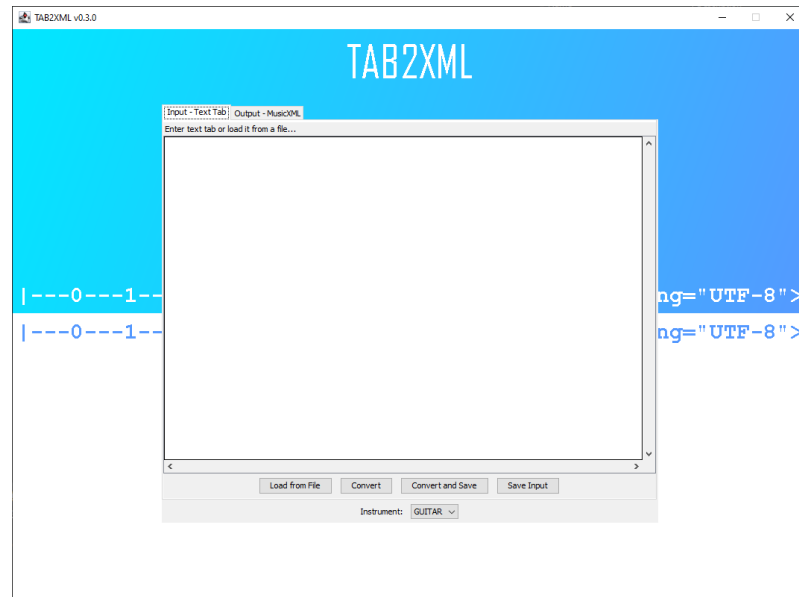 TAB2XML v0.3.0
TAB2XML
Input - Text Tab Output - MusicXML
Enter text tab or load it from a file...
|---0---1-- ng="UTF-8">
|---0---1-- ng="UTF-8">
Load from File Convert Convert and Save Save Input
Instrument: GUITAR